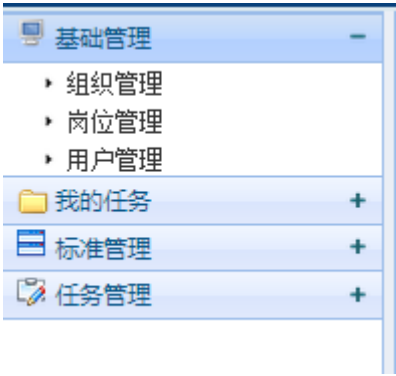 基础管理
组织管理
岗位管理
用户管理
我的任务
标准管理
任务管理